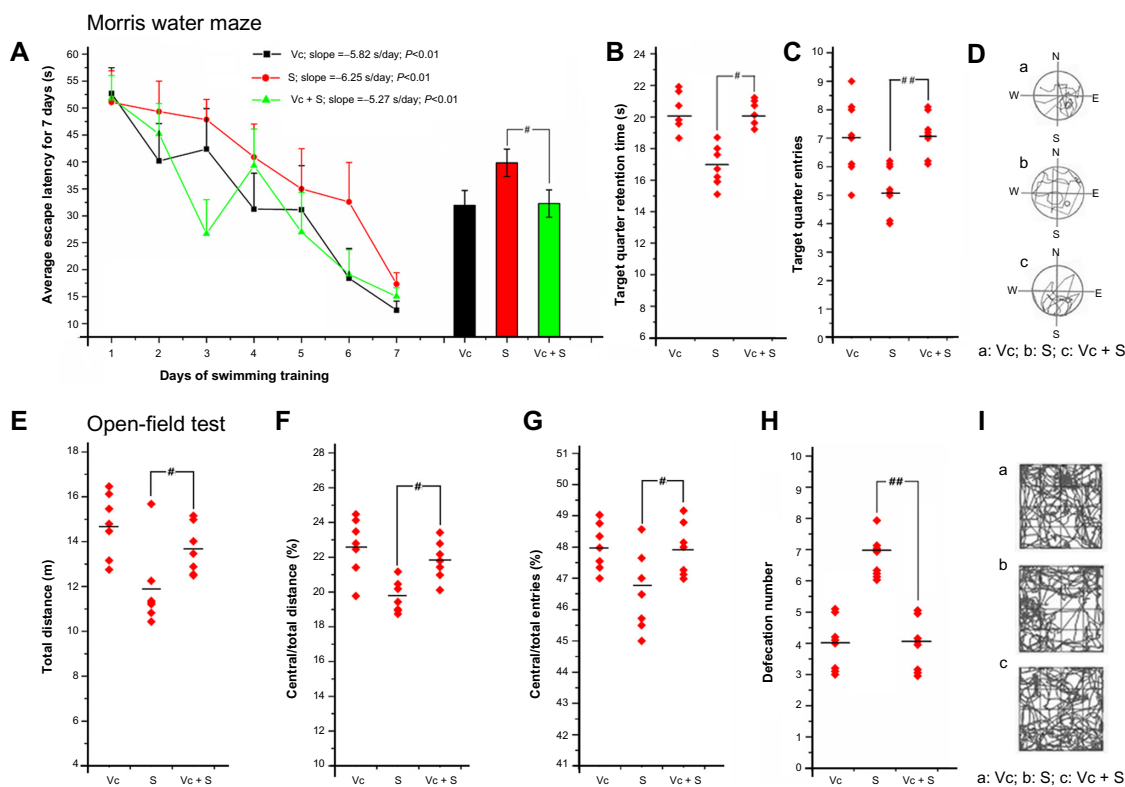 Morris water maze
A
Average escape latency for 7 days (s)
60
55
50
45
40
35
30
25
20
15
10
Vc; slope =–5.82 s/day; P<0.01
S; slope =–6.25 s/day; P<0.01
Vc + S; slope =–5.27 s/day; P<0.01
#
1 2 3 4 5 6 7 Vc S Vc + S
Days of swimming training
B
Target quarter retention time (s)
24
22
20
18
16
14
12
10
8
6
#
Vc S Vc + S
C
Target quarter entries
10
9
8
7
6
5
4
3
2
1
0
##
Vc S Vc + S
D
a
N
W E
S
b
N
W E
S
c
N
W E
S
a: Vc; b: S; c: Vc + S
Open-field test
E
Total distance (m)
18
16
14
12
10
8
6
4
#
Vc S Vc + S
F
Central/total distance (%)
28
26
24
22
20
18
16
14
12
10
#
Vc S Vc + S
G
Central/total entries (%)
51
50
49
48
47
46
45
44
43
42
41
#
Vc S Vc + S
H
Defecation number
10
9
8
7
6
5
4
3
2
1
0
##
Vc S Vc + S
I
a
b
c
a: Vc; b: S; c: Vc + S